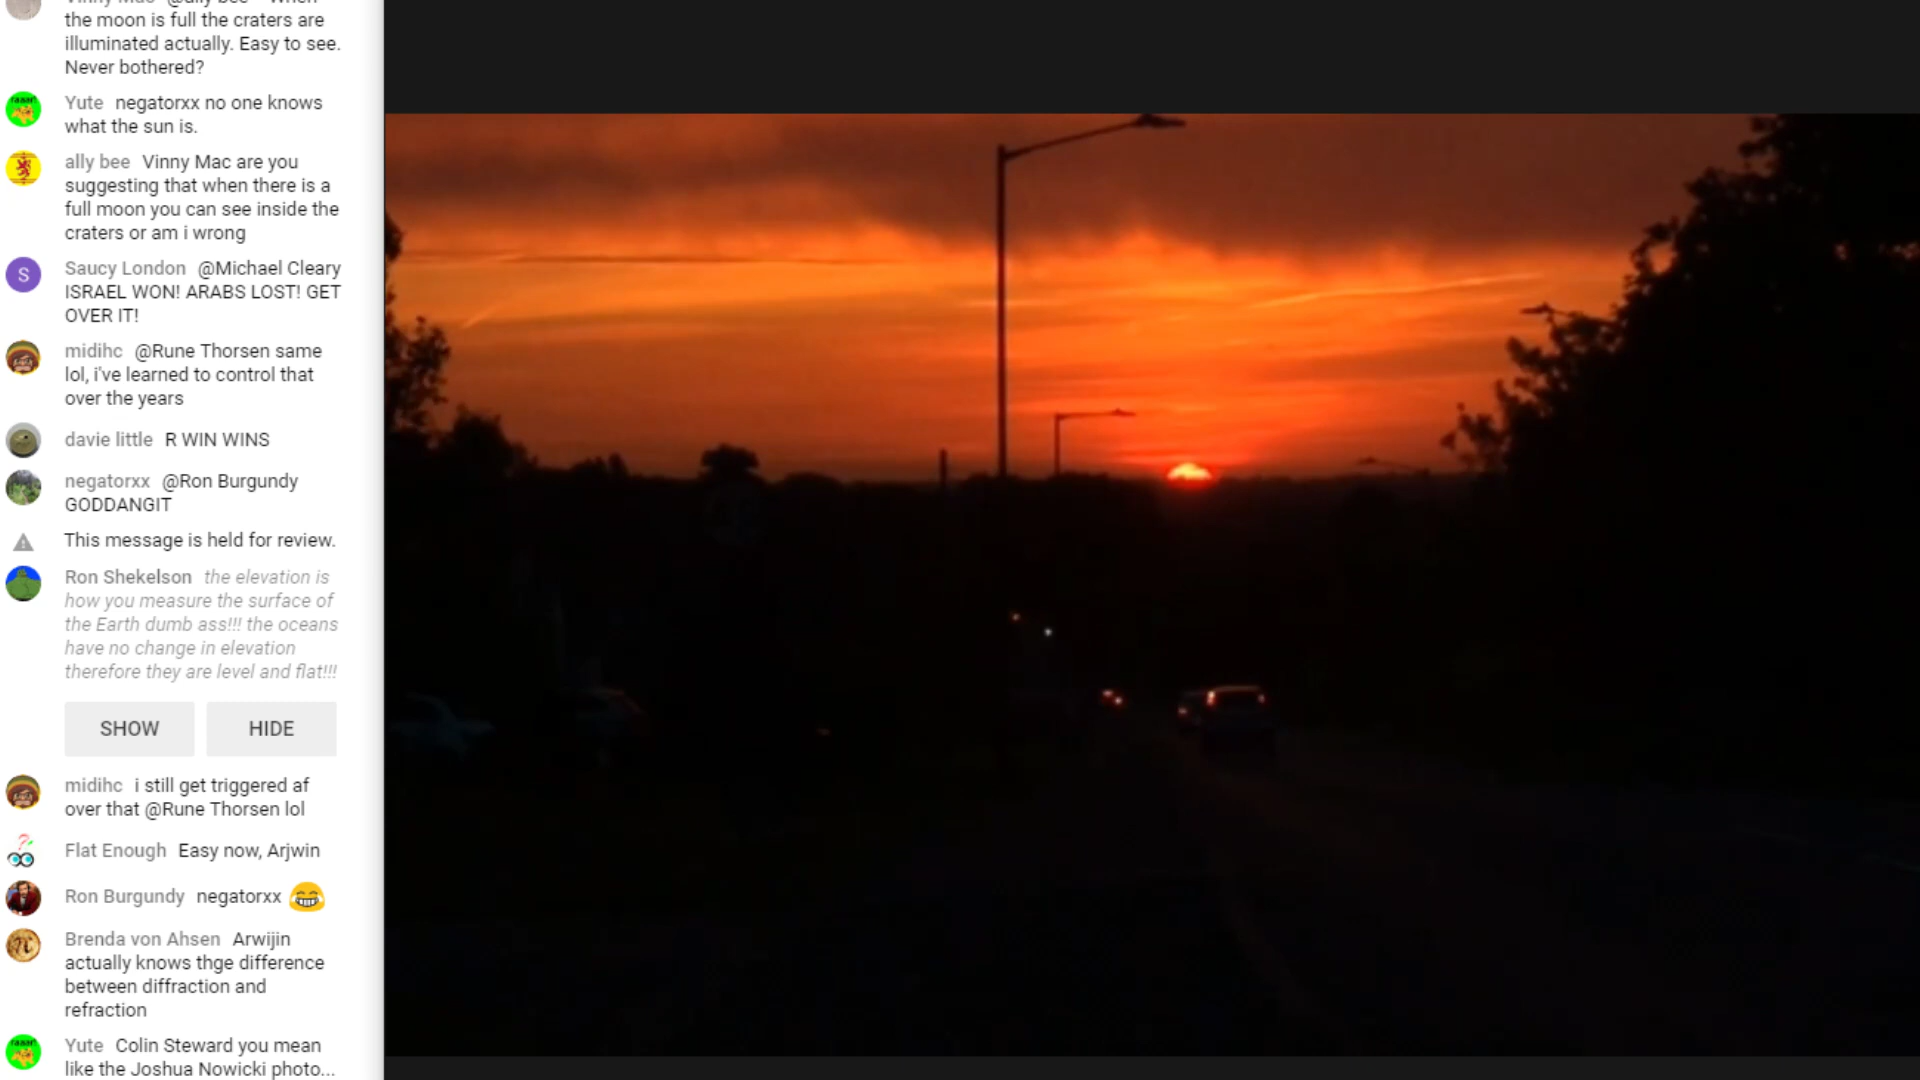 Vinny Mac @ally bee "When
the moon is full the craters are
illuminated actually. Easy to see.
Never bothered?
Yute negatorxx no one knows
what the sun is.
ally bee Vinny Mac are you
suggesting that when there is a
full moon you can see inside the
craters or am i wrong
S
Saucy London @Michael Cleary
ISRAEL WON! ARABS LOST! GET
OVER IT!
midihc @Rune Thorsen same
lol, i've learned to control that
over the years
davie little R WIN WINS
negatorxx @Ron Burgundy
GODDANGIT
This message is held for review.
Ron Shekelson the elevation is
how you measure the surface of
the Earth dumb ass!!! the oceans
have no change in elevation
therefore they are level and flat!!!
SHOW HIDE
midihc i still get triggered af
over that @Rune Thorsen lol
Flat Enough Easy now, Arjwin
Ron Burgundy negatorxx
Brenda von Ahsen Arwijin
actually knows thge difference
between diffraction and
refraction
Yute Colin Steward you mean
like the Joshua Nowicki photo...